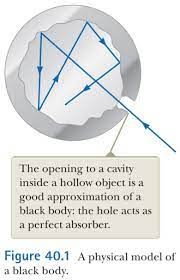 The opening to a cavity
inside a hollow object is a
good approximation of a
black body: the hole acts as
a perfect absorber.
Figure 40.1 A physical model of
a black body.